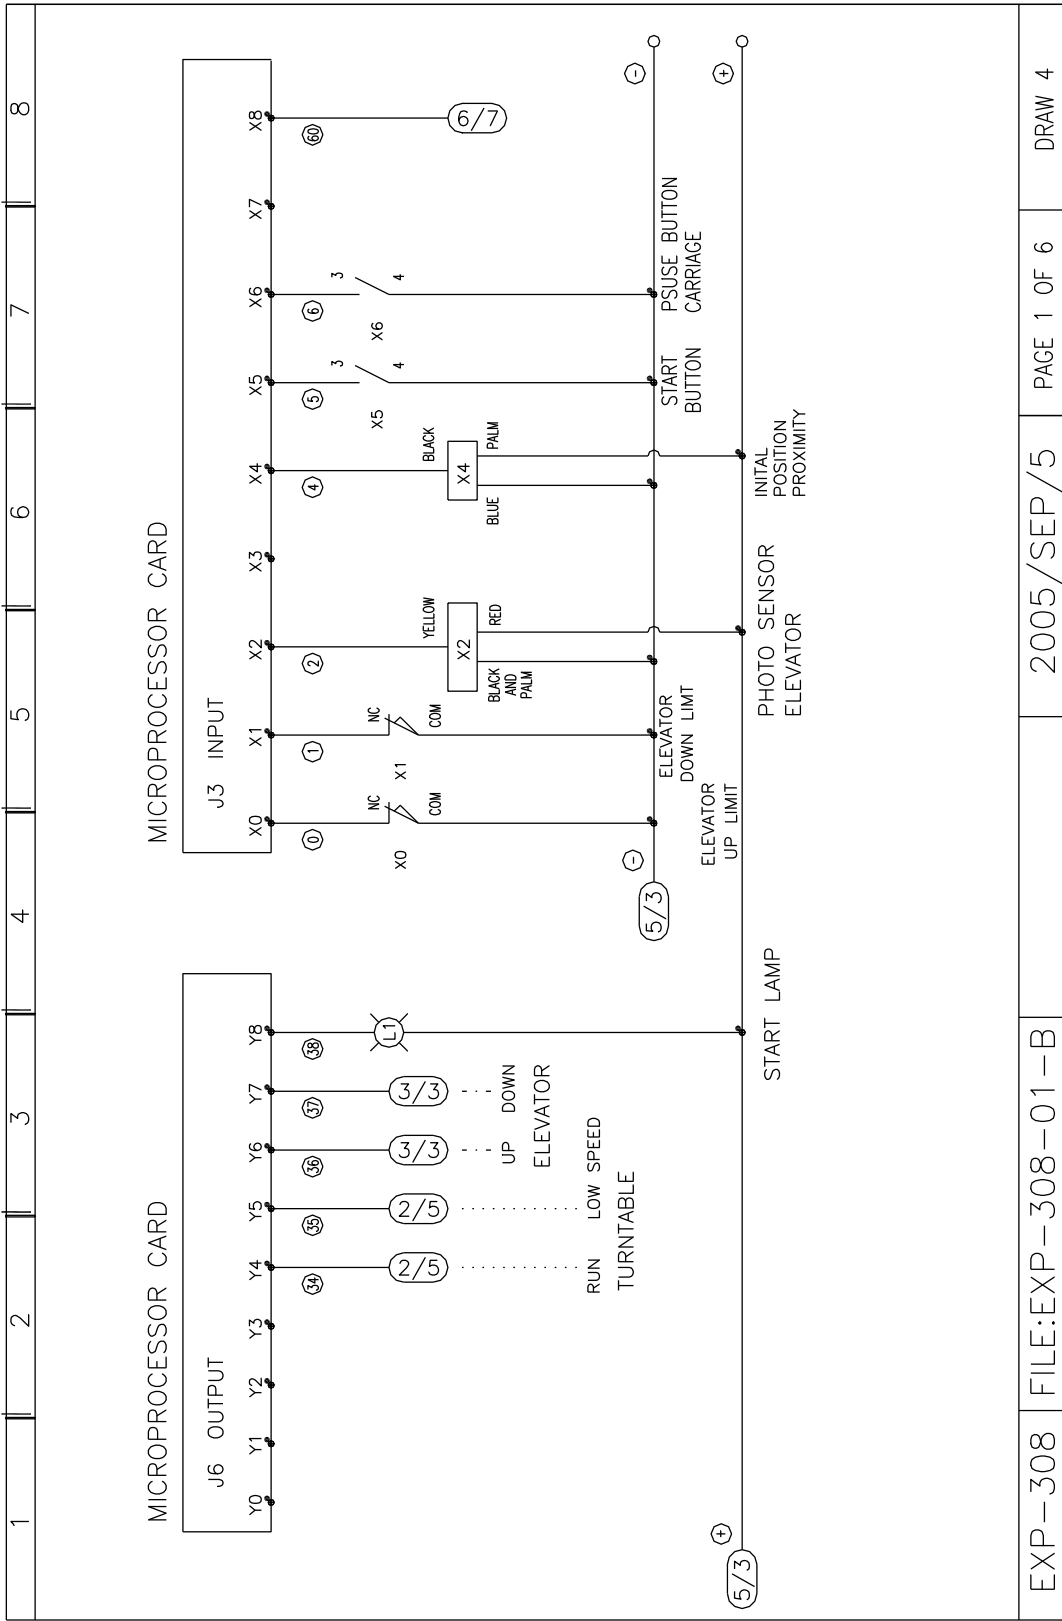 1 2 3 4 5 6 7 8
MICROPROCESSOR CARD
J6 OUTPUT
Y0 Y1 Y2 Y3 Y4 Y5 Y6 Y7 Y8
34 35 36 37 38
2/5 2/5 3/3 3/3 L1
RUN LOW SPEED
TURNTABLE
UP DOWN
ELEVATOR
START LAMP
5/3
+
MICROPROCESSOR CARD
J3 INPUT
X0 X1 X2 X3 X4 X5 X6 X7 X8
0 1 2 4 5 6 60
X0
NC
COM
X1
NC
COM
YELLOW
X2
BLACK
AND
PALM
RED
BLACK
X4
BLUE
PALM
X5
3
4
X6
3
4
6/7
5/3
-
-
+
ELEVATOR
UP LIMIT
ELEVATOR
DOWN LIMT
PHOTO SENSOR
ELEVATOR
INITAL
POSITION
PROXIMITY
START
BUTTON
PSUSE BUTTON
CARRIAGE
EXP-308
FILE:EXP-308-01-B
2005/SEP/5
PAGE 1 OF 6
DRAW 4